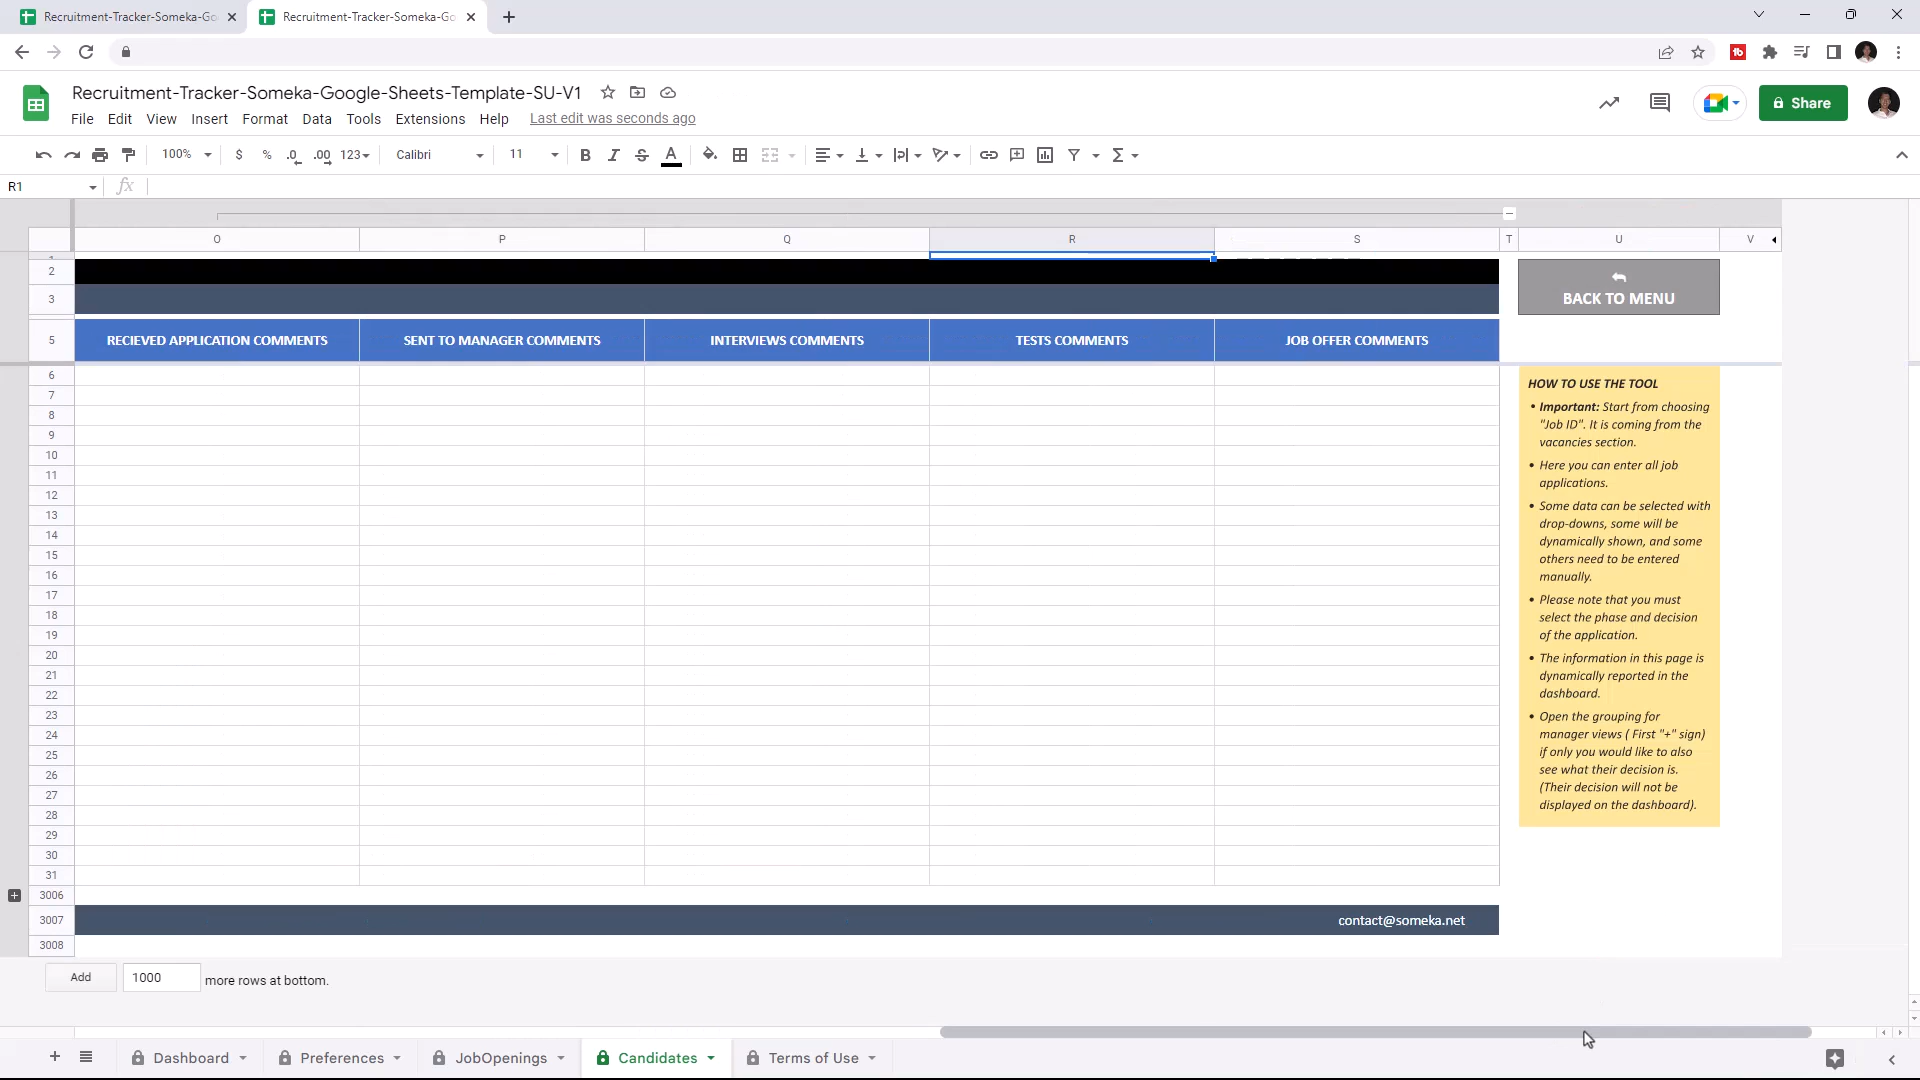 Recruitment-Tracker-Someka-Go
Recruitment-Tracker-Someka-Go
Recruitment-Tracker-Someka-Google-Sheets-Template-SU-V1
File Edit View Insert Format Data Tools Extensions Help Last edit was seconds ago
Share
100% $ % .0 .00 123 Calibri 11 B I S A Σ
R1 fx
O P Q R S T U V
1
2
BACK TO MENU
3
5 RECIEVED APPLICATION COMMENTS SENT TO MANAGER COMMENTS INTERVIEWS COMMENTS TESTS COMMENTS JOB OFFER COMMENTS
6
7
8
9
10
11
12
13
14
15
16
17
18
19
20
21
22
23
24
25
26
27
28
29
30
31
3006
3007 contact@someka.net
3008
HOW TO USE THE TOOL
• Important: Start from choosing
"Job ID". It is coming from the
vacancies section.
• Here you can enter all job
applications.
• Some data can be selected with
drop-downs, some will be
dynamically shown, and some
others need to be entered
manually.
• Please note that you must
select the phase and decision
of the application.
• The information in this page is
dynamically reported in the
dashboard.
• Open the grouping for
manager views ( First "+" sign)
if only you would like to also
see what their decision is.
(Their decision will not be
displayed on the dashboard).
Add 1000 more rows at bottom.
Dashboard Preferences JobOpenings Candidates Terms of Use